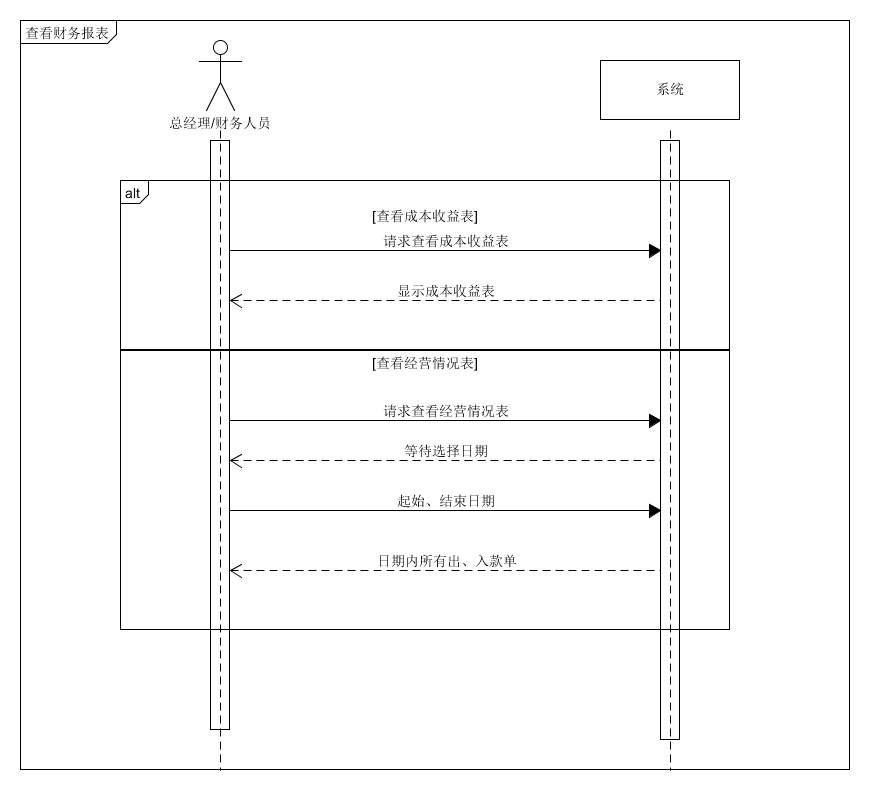 查看财务报表
总经理/财务人员
系统
alt
[查看成本收益表]
请求查看成本收益表
显示成本收益表
[查看经营情况表]
请求查看经营情况表
等待选择日期
起始、结束日期
日期内所有出、入款单